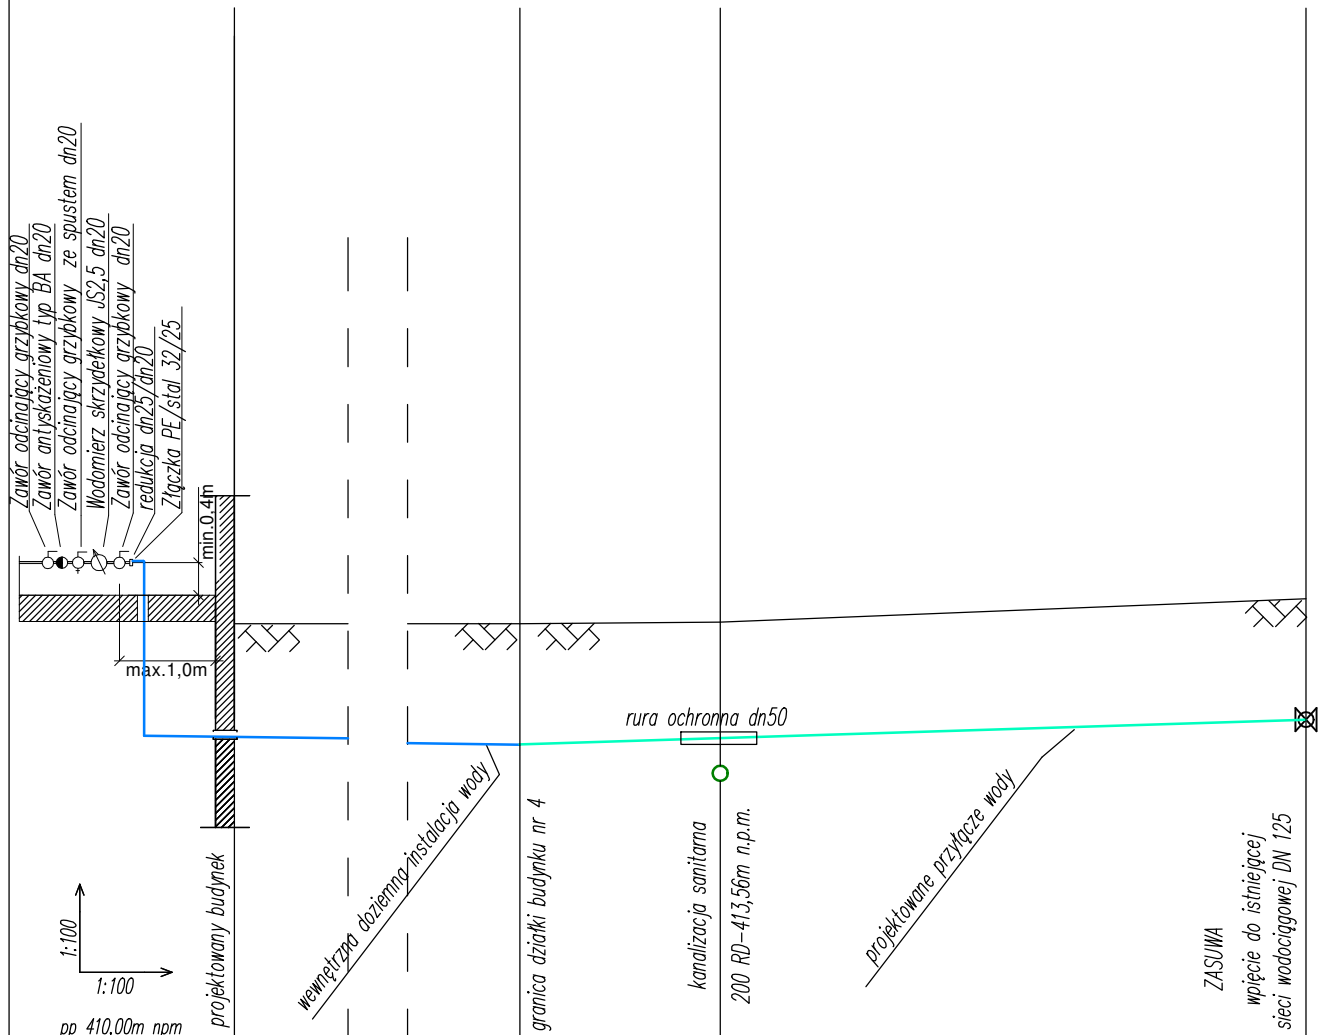 Zawór odcinający grzybkowy dn20
Zawór antyskażeniowy typ BA dn20
Zawór odcinający grzybkowy ze spustem dn20
Wodomierz skrzydełkowy JS2,5 dn20
Zawór odcinający grzybkowy dn20
redukcja dn25/dn20
Złączka PE/stal 32/25
min.0,4m
max.1,0m
rura ochronna dn50
wewnętrzna doziemna instalacja wody
projektowane przyłącze wody
projektowany budynek
granica działki budynku nr 4
kanalizacja sanitarna
200 RD-413,56m n.p.m.
ZASUWA
wpięcie do istniejącej
sieci wodociągowej DN 125
1:100
1:100
pp 410,00m npm